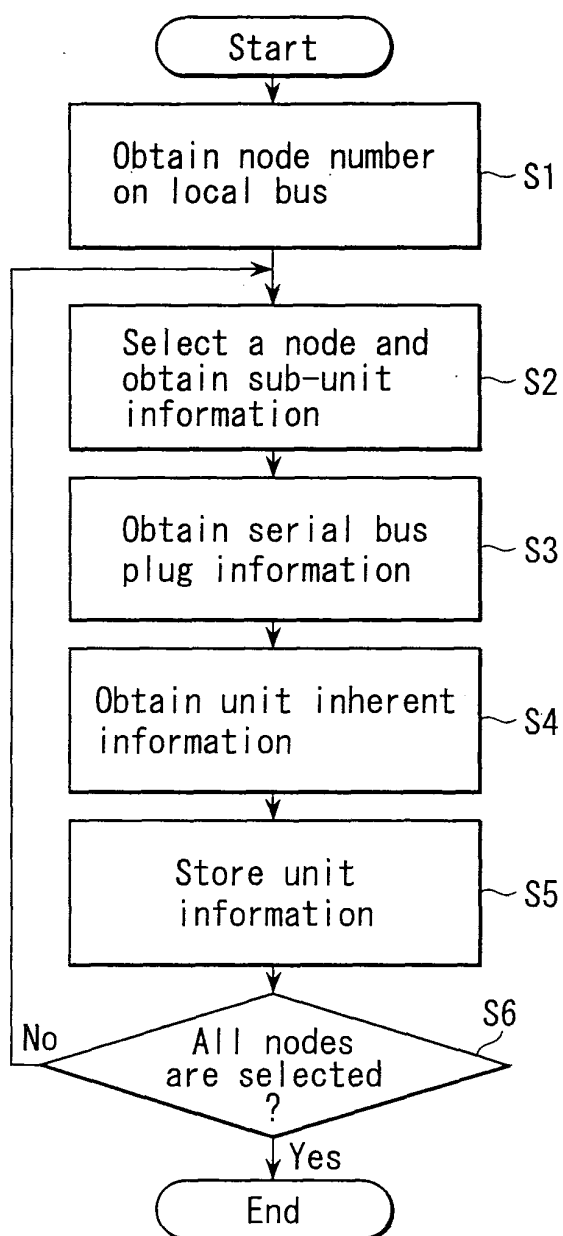 Start
Obtain node number
on local bus
S1
Select a node and
obtain sub-unit
information
S2
Obtain serial bus
plug information
S3
Obtain unit inherent
information
S4
Store unit
information
S5
S6
No
All nodes
are selected
?
Yes
End